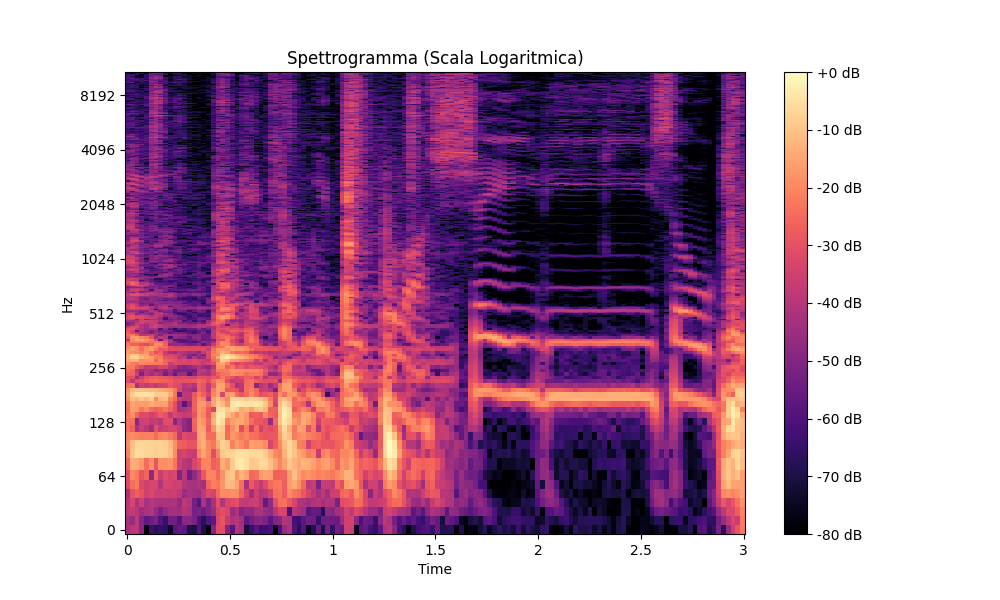 Spettrogramma (Scala Logaritmica)
Hz
8192
4096
2048
1024
512
256
128
64
0
0
0.5
1
1.5
2
2.5
3
Time
+0 dB
-10 dB
-20 dB
-30 dB
-40 dB
-50 dB
-60 dB
-70 dB
-80 dB